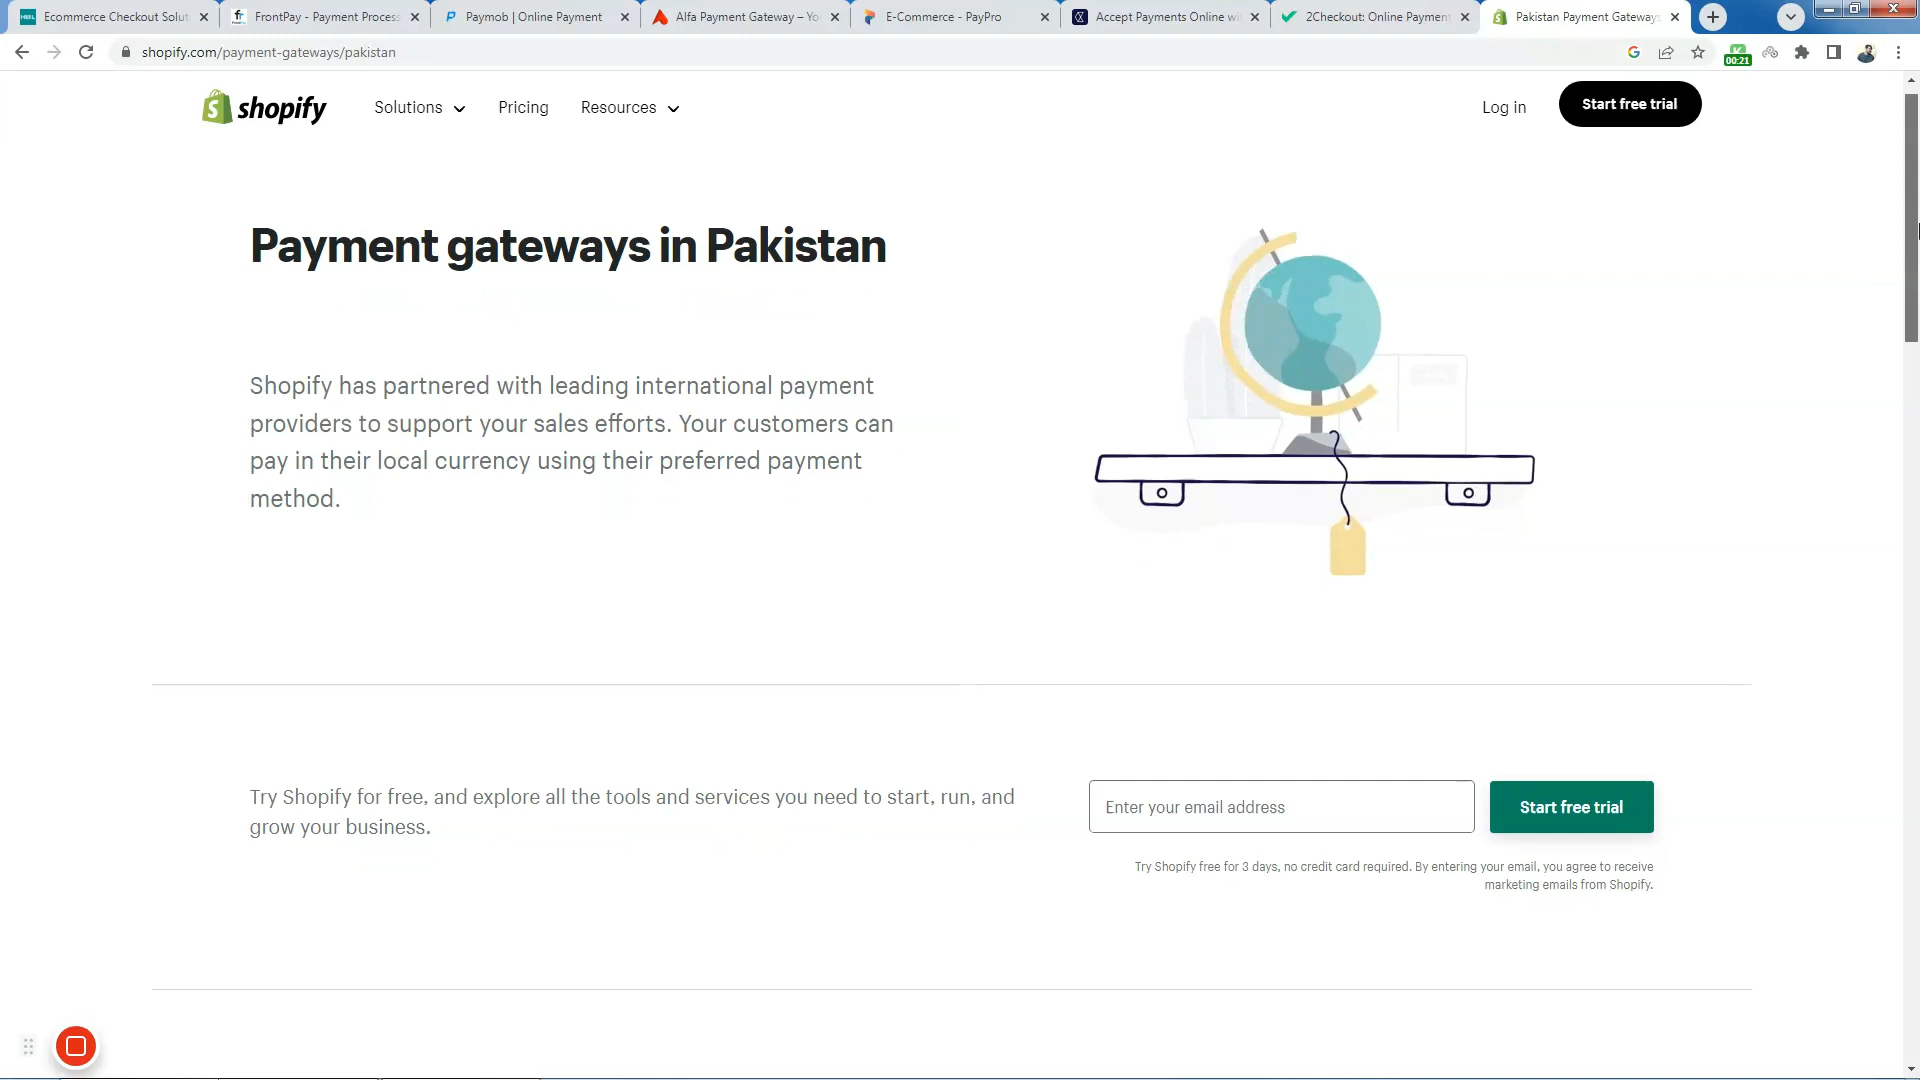 HBL Ecommerce Checkout Solut
FrontPay - Payment Process
Paymob | Online Payment
Alfa Payment Gateway – Yo
E-Commerce - PayPro
Accept Payments Online wi
2Checkout: Online Payment
Pakistan Payment Gateways
shopify.com/payment-gateways/pakistan
00:21
shopify
Solutions
Pricing
Resources
Log in
Start free trial
Payment gateways in Pakistan
Shopify has partnered with leading international payment
providers to support your sales efforts. Your customers can
pay in their local currency using their preferred payment
method.
Try Shopify for free, and explore all the tools and services you need to start, run, and
grow your business.
Enter your email address
Start free trial
Try Shopify free for 3 days, no credit card required. By entering your email, you agree to receive
marketing emails from Shopify.